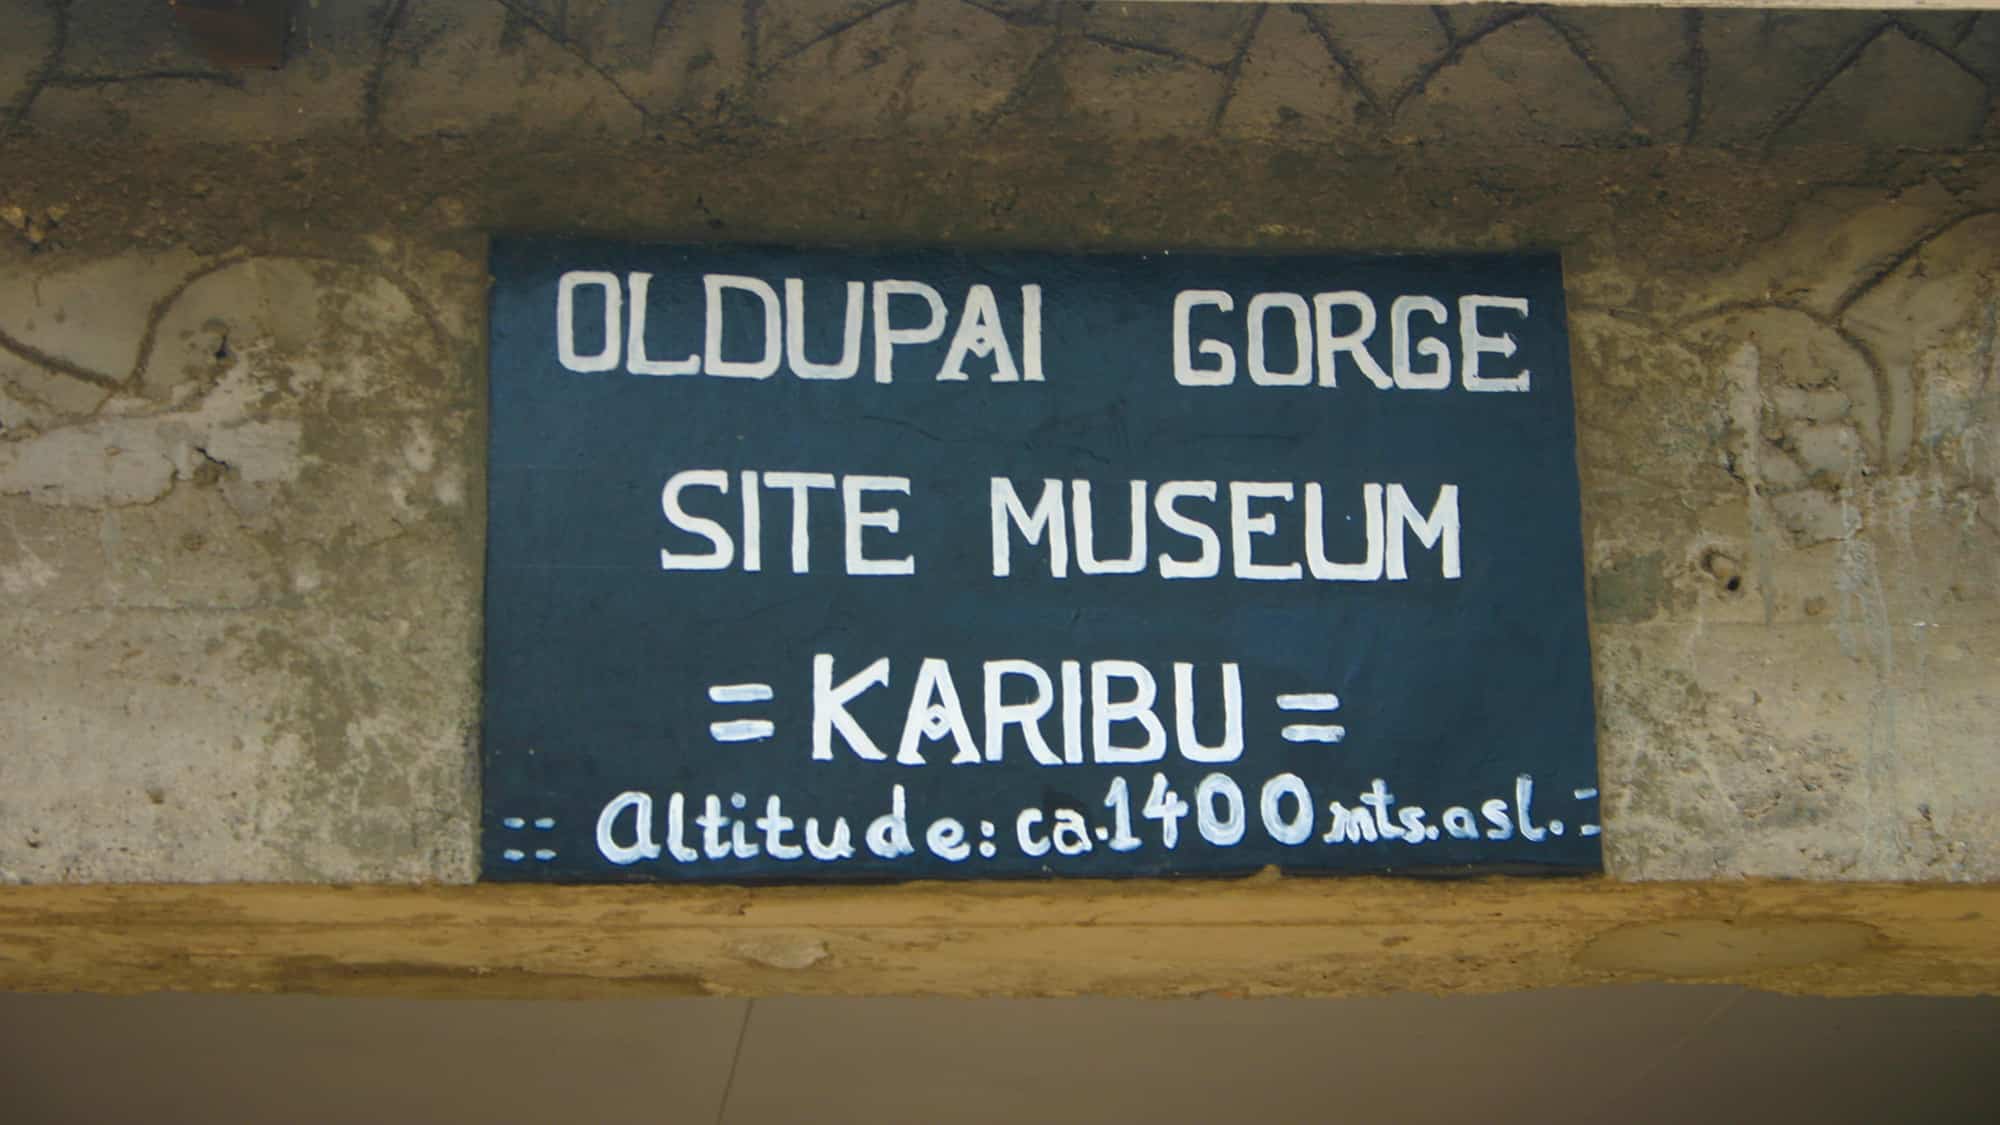 OLDUPAI GORGE
SITE MUSEUM
= KARIBU =
:: Altitude: ca. 1400 mts. asl. :